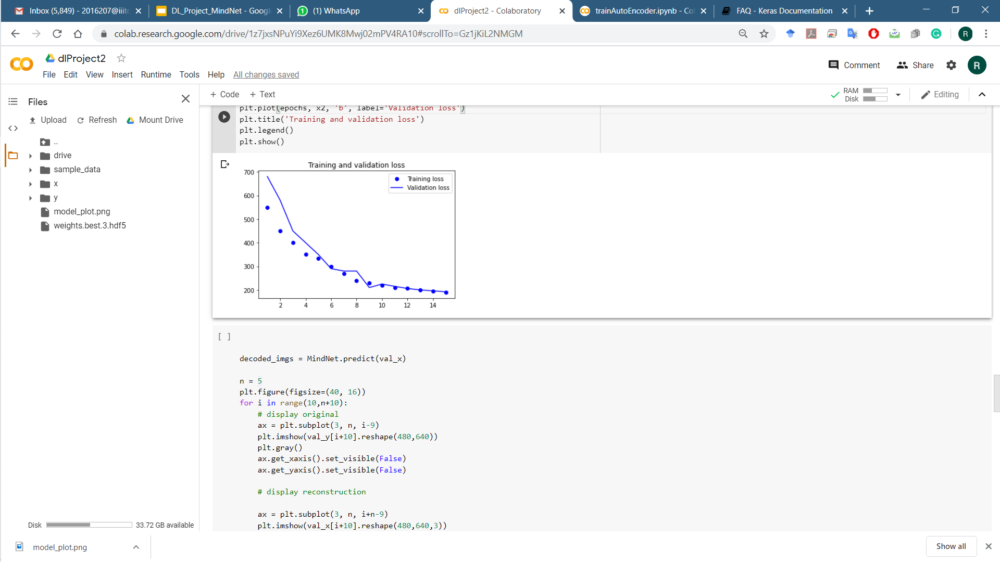 Inbox (5,849) - 2016207@iiitd
DL_Project_MindNet - Google
(1) WhatsApp
dlProject2 - Colaboratory
trainAutoEncoder.ipynb - Co
FAQ - Keras Documentation
colab.research.google.com/drive/1z7jxsNPuYi9Xez6UMK8Mwj02mPV4RA10#scrollTo=Gz1jKiL2NMGM
R
dlProject2
Comment
Share
R
File Edit View Insert Runtime Tools Help All changes saved
Files
+ Code + Text
RAM
Disk
Editing
Upload Refresh Mount Drive
..
drive
sample_data
x
y
model_plot.png
weights.best.3.hdf5
plt.plot(epochs, x2, 'b', label='Validation loss')
plt.title('Training and validation loss')
plt.legend()
plt.show()
Training and validation loss
Training loss
Validation loss
700
600
500
400
300
200
2 4 6 8 10 12 14
[ ]
decoded_imgs = MindNet.predict(val_x)
n = 5
plt.figure(figsize=(40, 16))
for i in range(10,n+10):
# display original
ax = plt.subplot(3, n, i-9)
plt.imshow(val_y[i+10].reshape(480,640))
plt.gray()
ax.get_xaxis().set_visible(False)
ax.get_yaxis().set_visible(False)
# display reconstruction
ax = plt.subplot(3, n, i+n-9)
plt.imshow(val_x[i+10].reshape(480,640,3))
Disk 33.72 GB available
model_plot.png
Show all